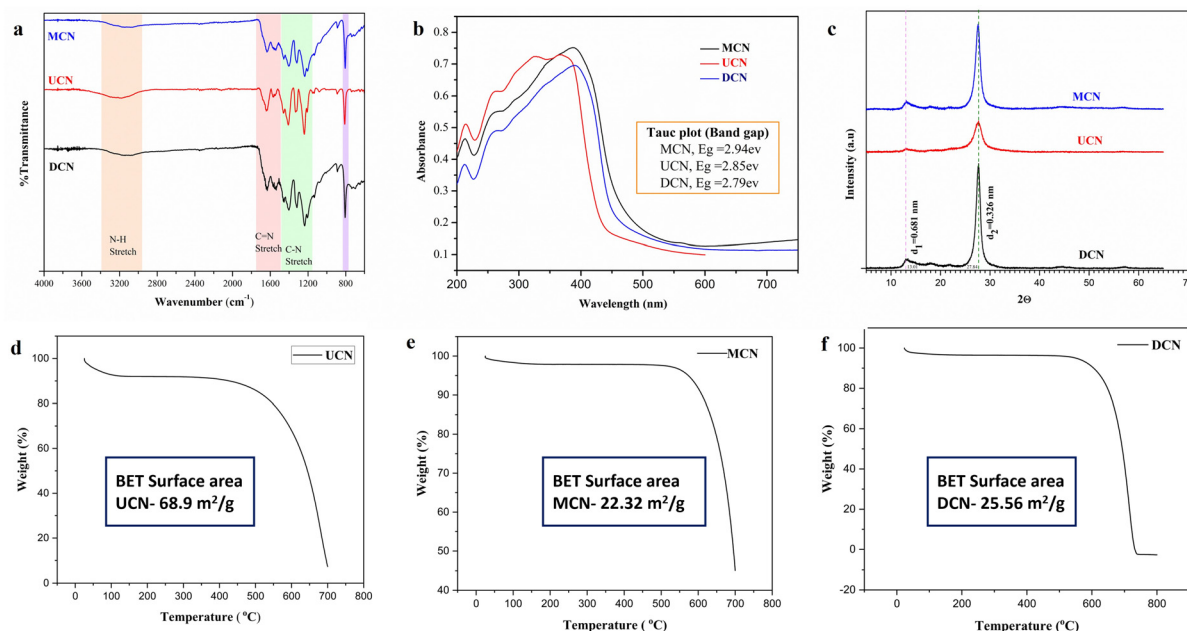 a
MCN
UCN
DCN
N-H
Stretch
C=N
Stretch
C-N
Stretch
%Transmittance
4000 3600 3200 2800 2400 2000 1600 1200 800
Wavenumber (cm⁻¹)
b
MCN
UCN
DCN
Tauc plot (Band gap)
MCN, Eg =2.94ev
UCN, Eg =2.85ev
DCN, Eg =2.79ev
Absorbance
0.8
0.7
0.6
0.5
0.4
0.3
0.2
0.1
200 300 400 500 600 700
Wavelength (nm)
c
MCN
UCN
DCN
d₁=0.681 nm
d₂=0.326 nm
Intensity (a.u)
10 20 30 40 50 60 70
2Θ
d
UCN
BET Surface area
UCN- 68.9 m²/g
Weight (%)
100
80
60
40
20
0
0 100 200 300 400 500 600 700 800
Temperature (°C)
e
MCN
BET Surface area
MCN- 22.32 m²/g
Weight (%)
100
90
80
70
60
50
40
0 100 200 300 400 500 600 700 800
Temperature (°C)
f
DCN
BET Surface area
DCN- 25.56 m²/g
Weight (%)
100
80
60
40
20
0
-20
0 200 400 600 800
Temperature (°C)